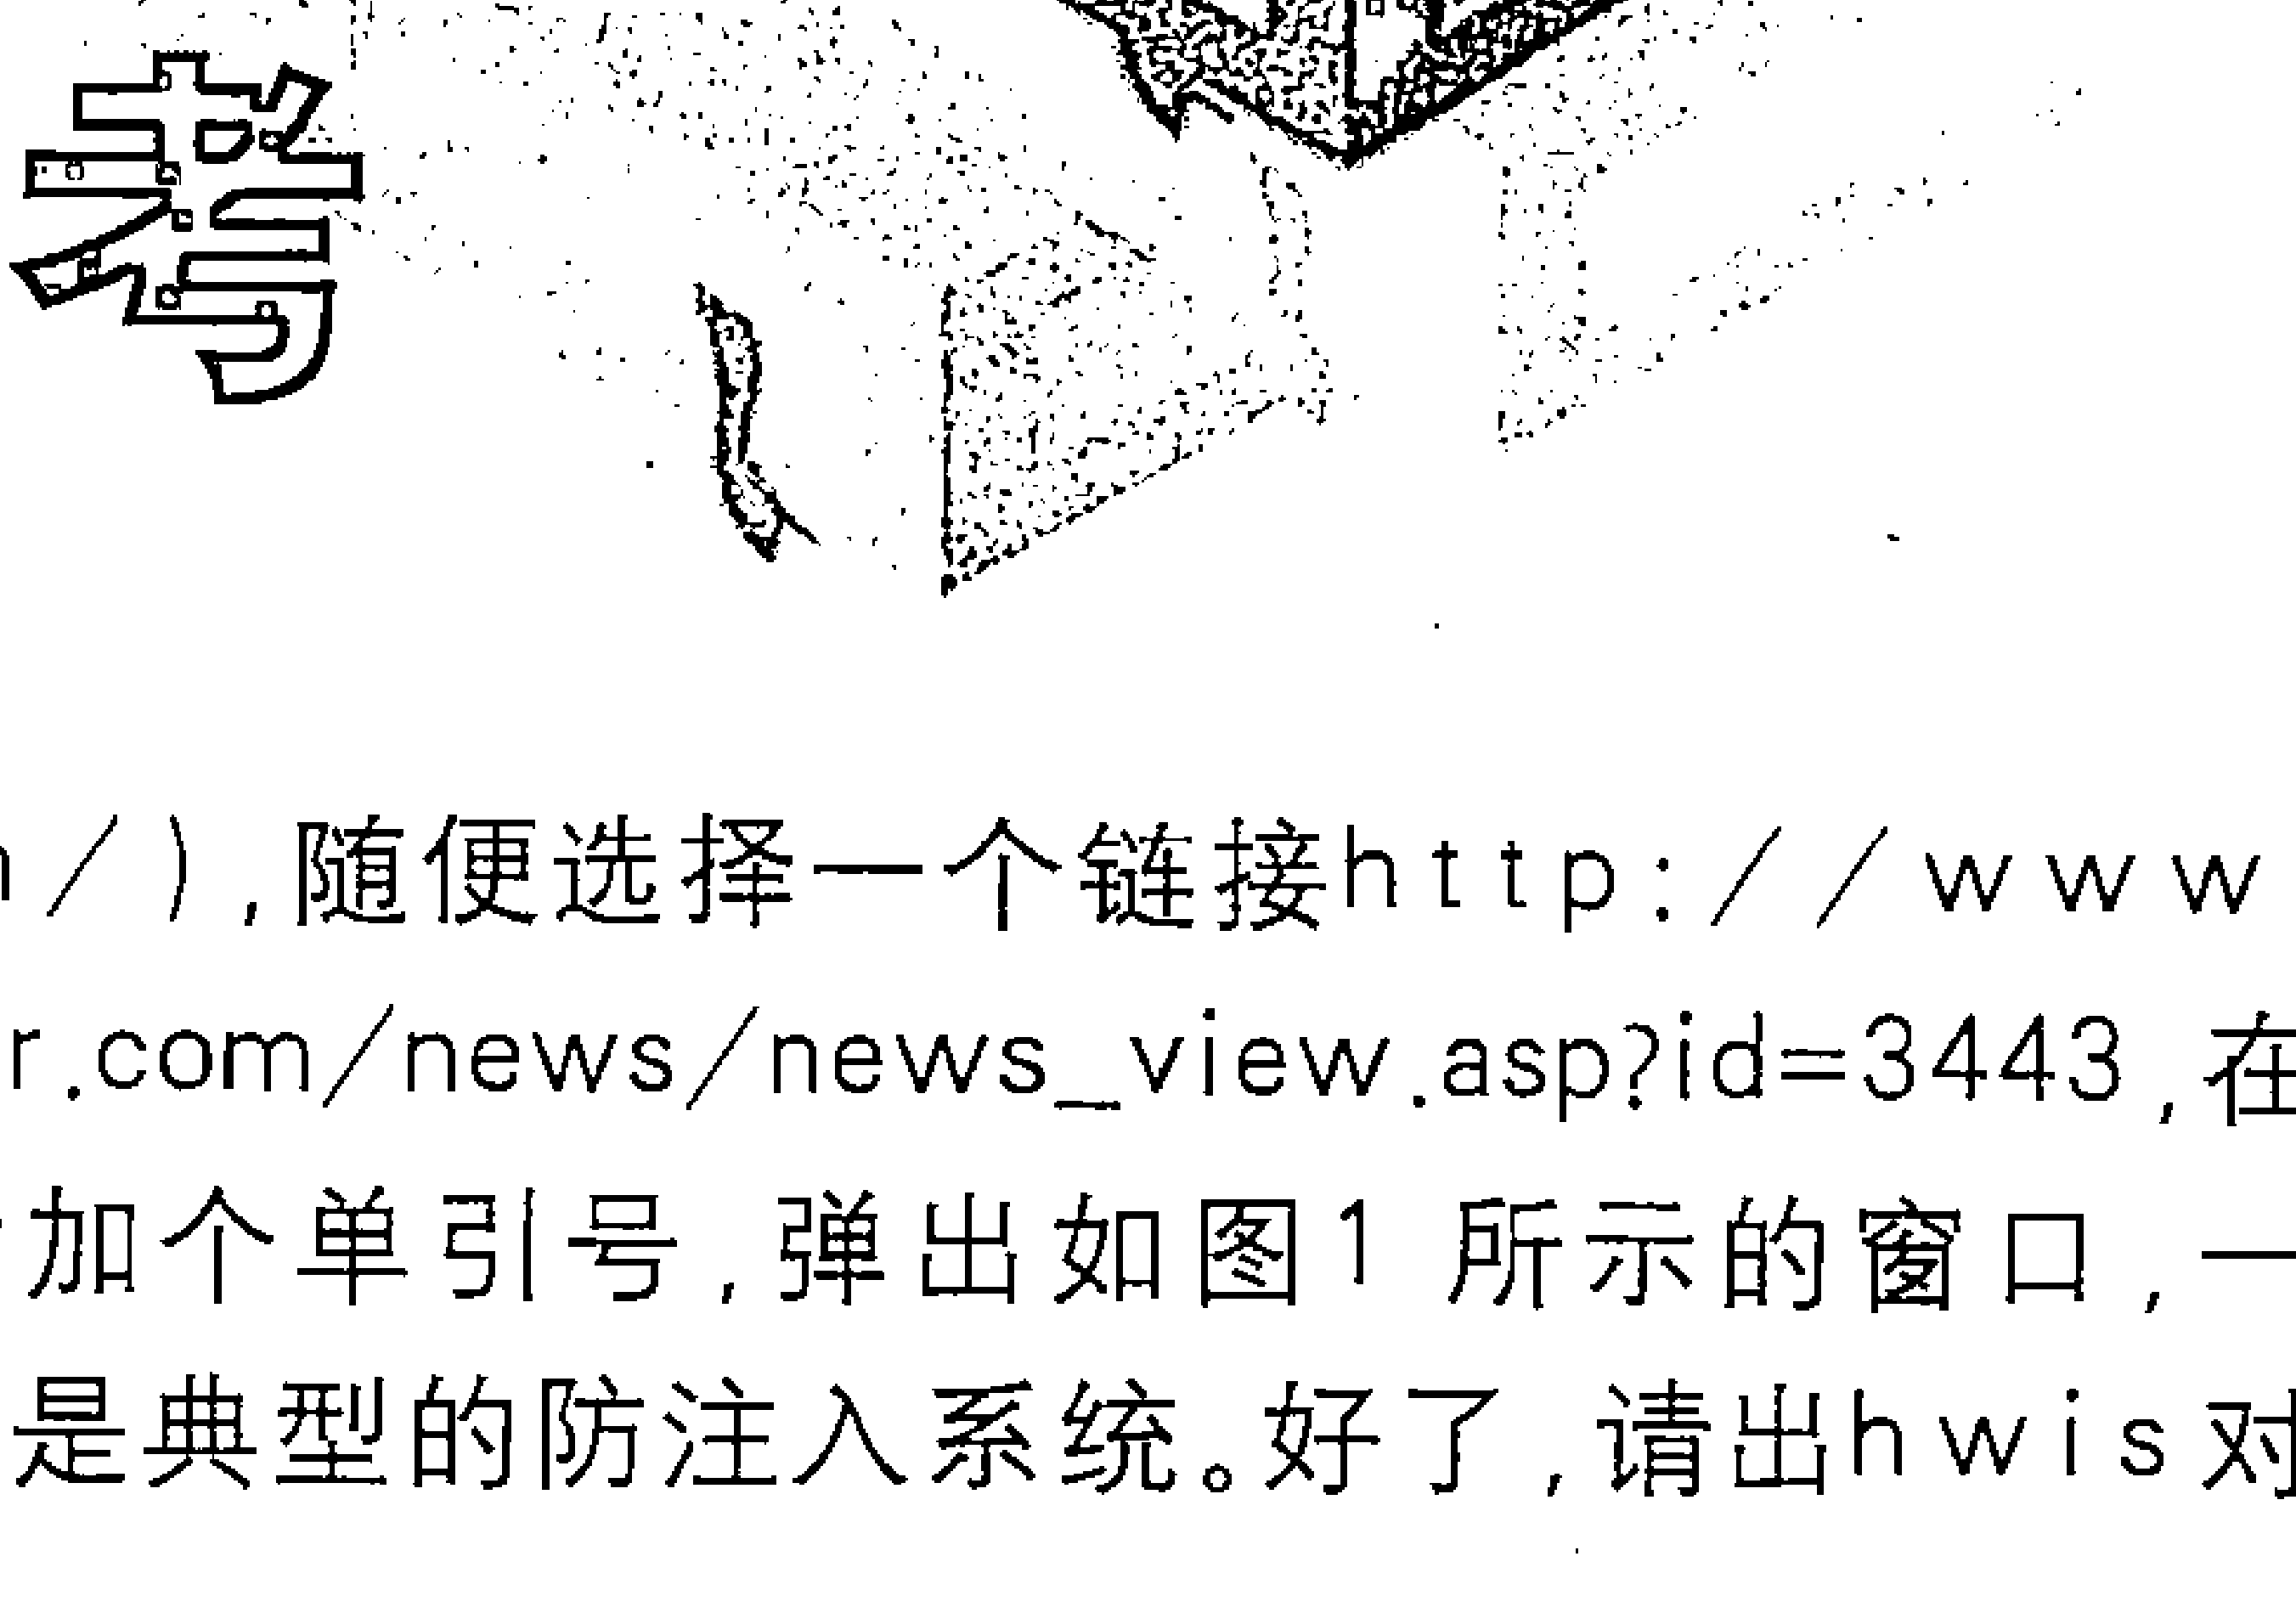 考
/),随便选择一个链接http://www
r.com/news/news_view.asp?id=3443,在
加个单引号,弹出如图1 所示的窗口,一
是典型的防注入系统。好了,请出hwis对